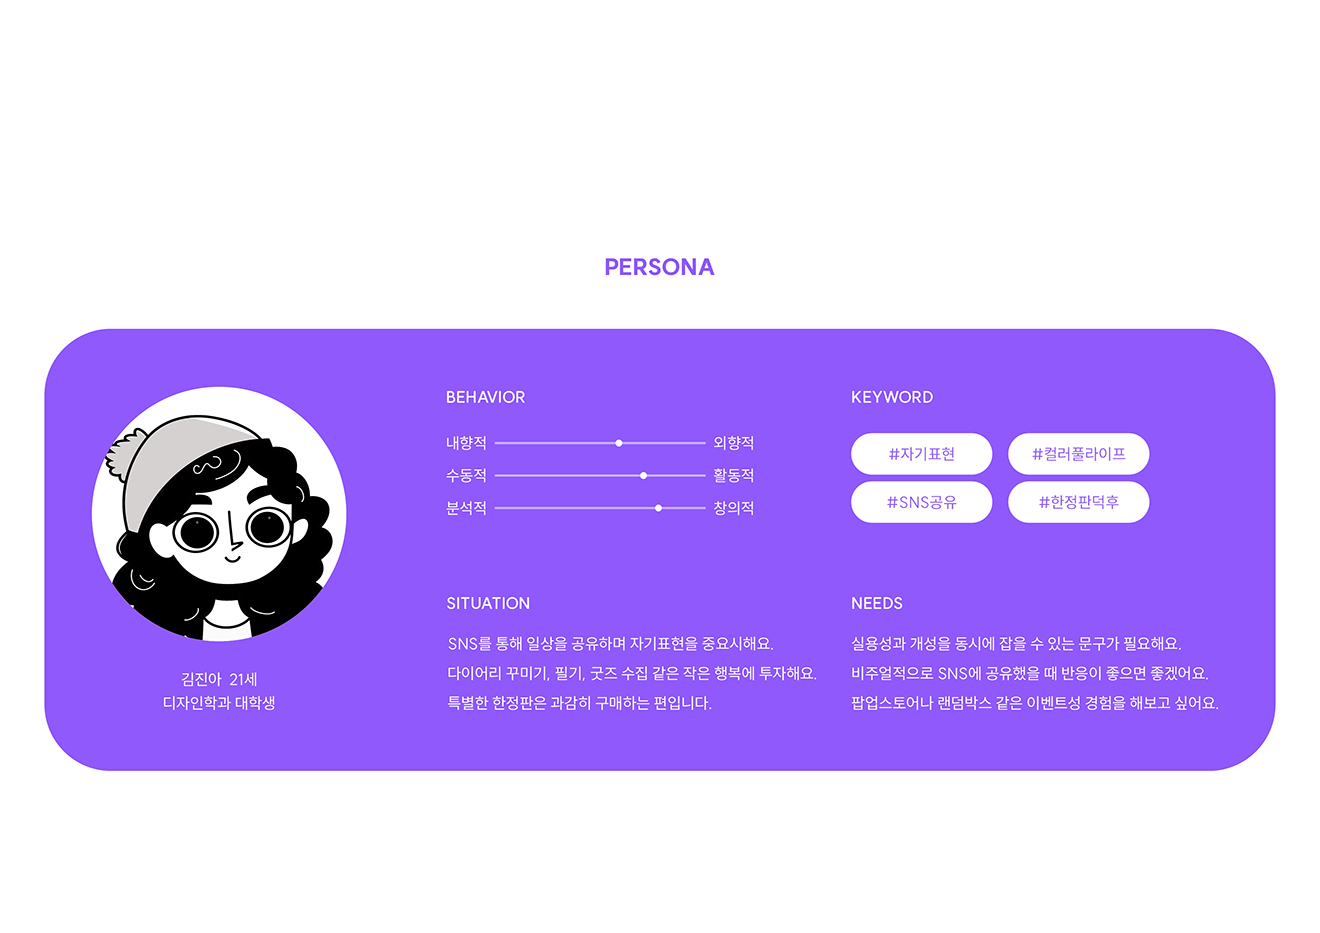 PERSONA
김진아 21세
디자인학과 대학생
BEHAVIOR
내향적 외향적
수동적 활동적
분석적 창의적
KEYWORD
#자기표현 #컬러풀라이프
#SNS공유 #한정판덕후
SITUATION
SNS를 통해 일상을 공유하며 자기표현을 중요시해요.
다이어리 꾸미기, 필기, 굿즈 수집 같은 작은 행복에 투자해요.
특별한 한정판은 과감히 구매하는 편입니다.
NEEDS
실용성과 개성을 동시에 잡을 수 있는 문구가 필요해요.
비주얼적으로 SNS에 공유했을 때 반응이 좋으면 좋겠어요.
팝업스토어나 랜덤박스 같은 이벤트성 경험을 해보고 싶어요.